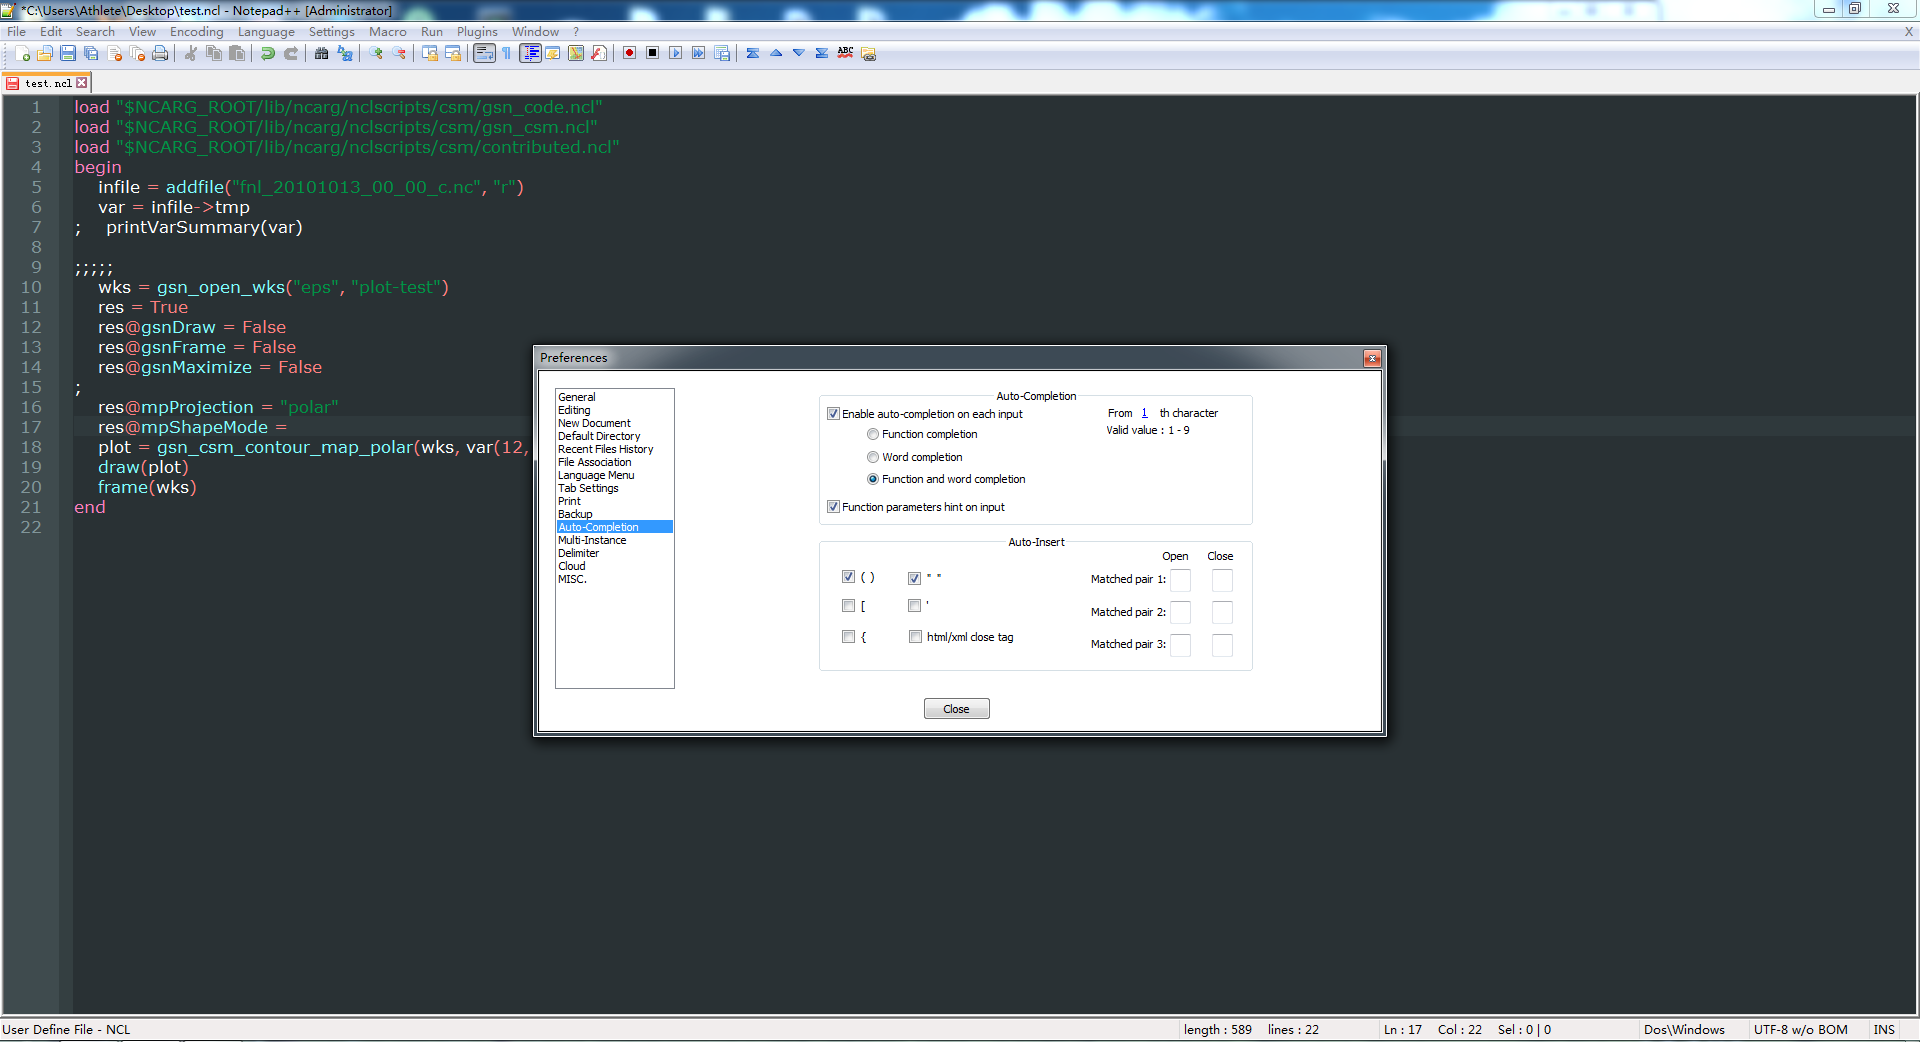 *C:\Users\Athlete\Desktop\test.ncl - Notepad++ [Administrator]
File Edit Search View Encoding Language Settings Macro Run Plugins Window ? X
ABC
test.ncl
1 load "$NCARG_ROOT/lib/ncarg/nclscripts/csm/gsn_code.ncl"
2 load "$NCARG_ROOT/lib/ncarg/nclscripts/csm/gsn_csm.ncl"
3 load "$NCARG_ROOT/lib/ncarg/nclscripts/csm/contributed.ncl"
4 begin
5 infile = addfile("fnl_20101013_00_00_c.nc", "r")
6 var = infile->tmp
7 ; printVarSummary(var)
8
9 ;;;;;
10 wks = gsn_open_wks("eps", "plot-test")
11 res = True
12 res@gsnDraw = False
13 res@gsnFrame = False
14 res@gsnMaximize = False
15 ;
16 res@mpProjection = "polar"
17 res@mpShapeMode =
18 plot = gsn_csm_contour_map_polar(wks, var(12,
19 draw(plot)
20 frame(wks)
21 end
22
Preferences
General
Editing
New Document
Default Directory
Recent Files History
File Association
Language Menu
Tab Settings
Print
Backup
Auto-Completion
Multi-Instance
Delimiter
Cloud
MISC.
Auto-Completion
Enable auto-completion on each input
From 1 th character
Valid value : 1 - 9
Function completion
Word completion
Function and word completion
Function parameters hint on input
Auto-Insert
Open Close
( ) " " Matched pair 1:
[ ' Matched pair 2:
{ html/xml close tag Matched pair 3:
Close
User Define File - NCL length : 589 lines : 22 Ln : 17 Col : 22 Sel : 0 | 0 Dos\Windows UTF-8 w/o BOM INS